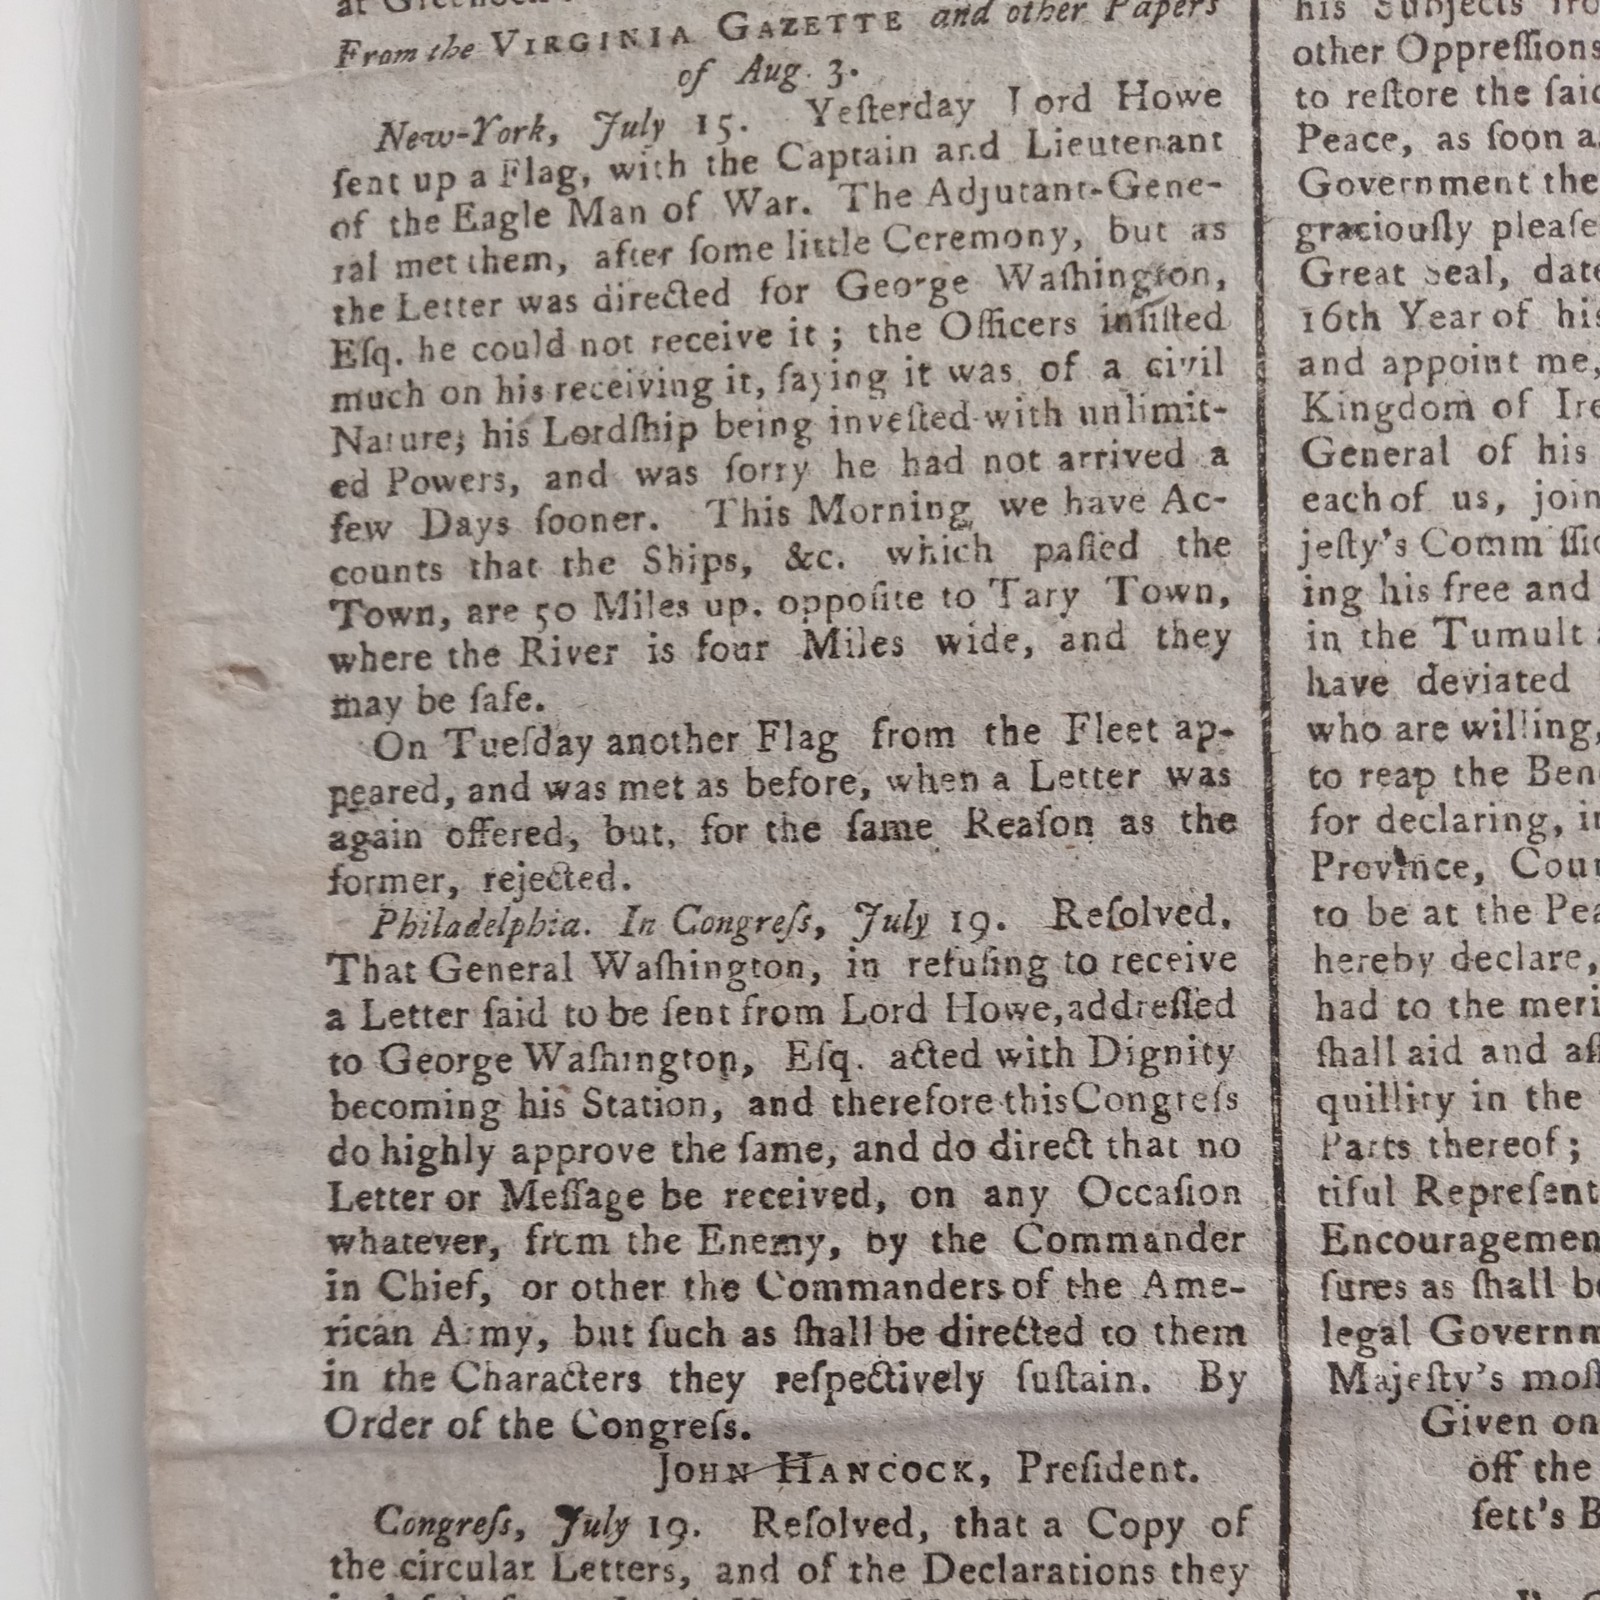 From the VIRGINIA GAZETTE and other Papers
of Aug. 3.
New-York, July 15. Yeſterday Lord Howe
ſent up a Flag, with the Captain and Lieutenant
of the Eagle Man of War. The Adjutant-Gene-
ral met them, after ſome little Ceremony, but as
the Letter was directed for George Waſhington,
Eſq. he could not receive it; the Officers inſiſted
much on his receiving it, ſaying it was of a civil
Nature; his Lordſhip being inveſted with unlimit-
ed Powers, and was ſorry he had not arrived a
few Days ſooner. This Morning we have Ac-
counts that the Ships, &c. which paſſed the
Town, are 50 Miles up. oppoſite to Tary Town,
where the River is four Miles wide, and they
may be ſafe.
On Tueſday another Flag from the Fleet ap-
peared, and was met as before, when a Letter was
again offered, but, for the ſame Reaſon as the
former, rejected.
Philadelphia. In Congreſs, July 19. Reſolved,
That General Waſhington, in refuſing to receive
a Letter ſaid to be ſent from Lord Howe, addreſſed
to George Waſhington, Eſq. acted with Dignity
becoming his Station, and therefore this Congreſs
do highly approve the ſame, and do direct that no
Letter or Meſſage be received, on any Occaſion
whatever, from the Enemy, by the Commander
in Chief, or other the Commanders of the Ame-
rican Army, but ſuch as ſhall be directed to them
in the Characters they reſpectively ſuſtain. By
Order of the Congreſs.
JOHN HANCOCK, Preſident.
Congreſs, July 19. Reſolved, that a Copy of
the circular Letters, and of the Declarations they
his Subjects
other Oppreſſions
to reſtore the ſaid
Peace, as ſoon
Government the
graciouſly
Great Seal,
16th Year of his
and appoint me,
Kingdom of
General of his
each of us,
jeſty's
ing his free and
in the Tumult
have deviated
who are willing,
to reap the
for declaring,
Province,
to be at the
hereby declare,
had to the
ſhall aid and
quillity in the
Parts thereof;
tiful
ſures as ſhall
legal
Majeſty's
Given on
off the
ſett's